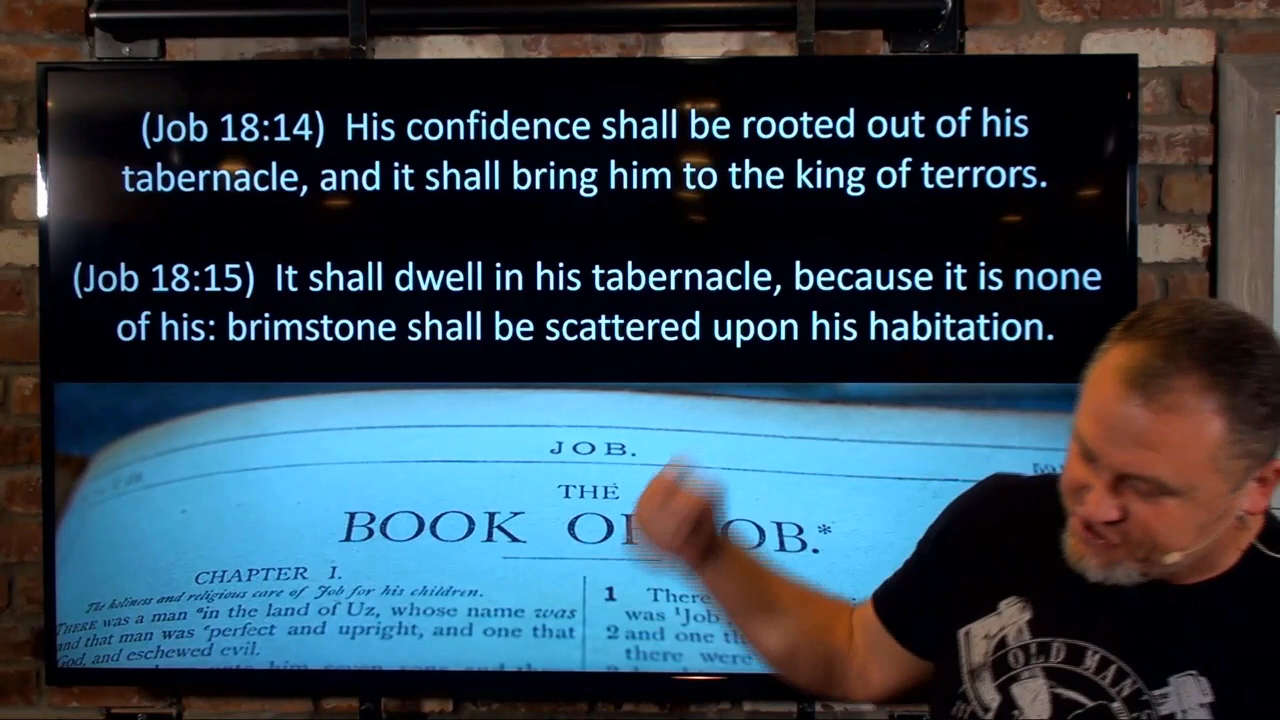 (Job 18:14)  His confidence shall be rooted out of his
tabernacle, and it shall bring him to the king of terrors.
(Job 18:15)  It shall dwell in his tabernacle, because it is none
of his: brimstone shall be scattered upon his habitation.
JOB.
THE
BOOK OF JOB.*
CHAPTER I.
The holiness and religious care of Job for his children.
THERE was a man in the land of Uz, whose name was
and that man was perfect and upright, and one that
God, and eschewed evil.
1 There
was Job
2 and one
there were
OLD MAN